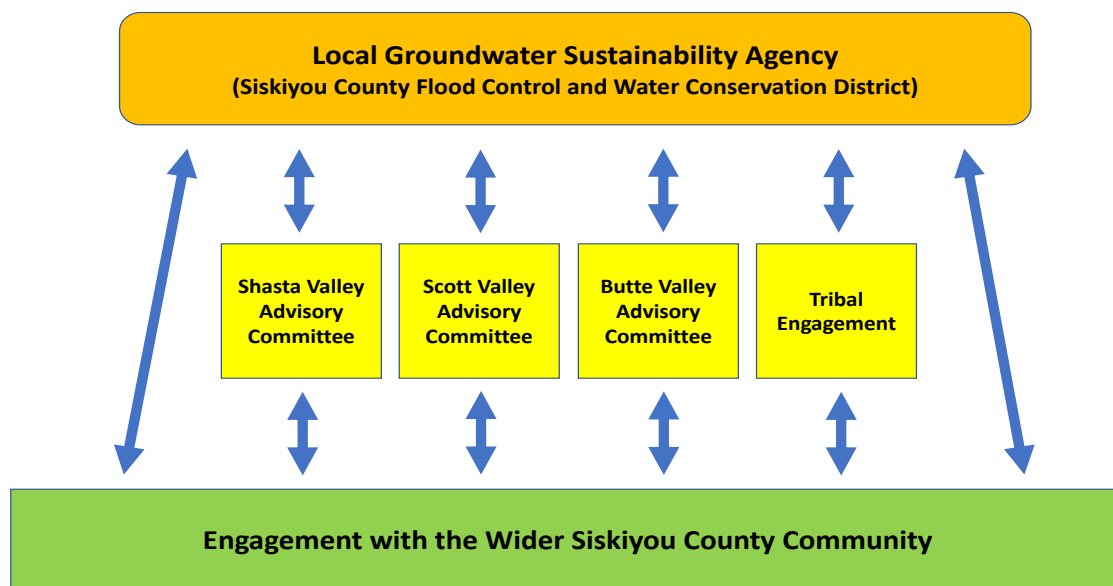 Local Groundwater Sustainability Agency
(Siskiyou County Flood Control and Water Conservation District)
Shasta Valley
Advisory
Committee
Scott Valley
Advisory
Committee
Butte Valley
Advisory
Committee
Tribal
Engagement
Engagement with the Wider Siskiyou County Community